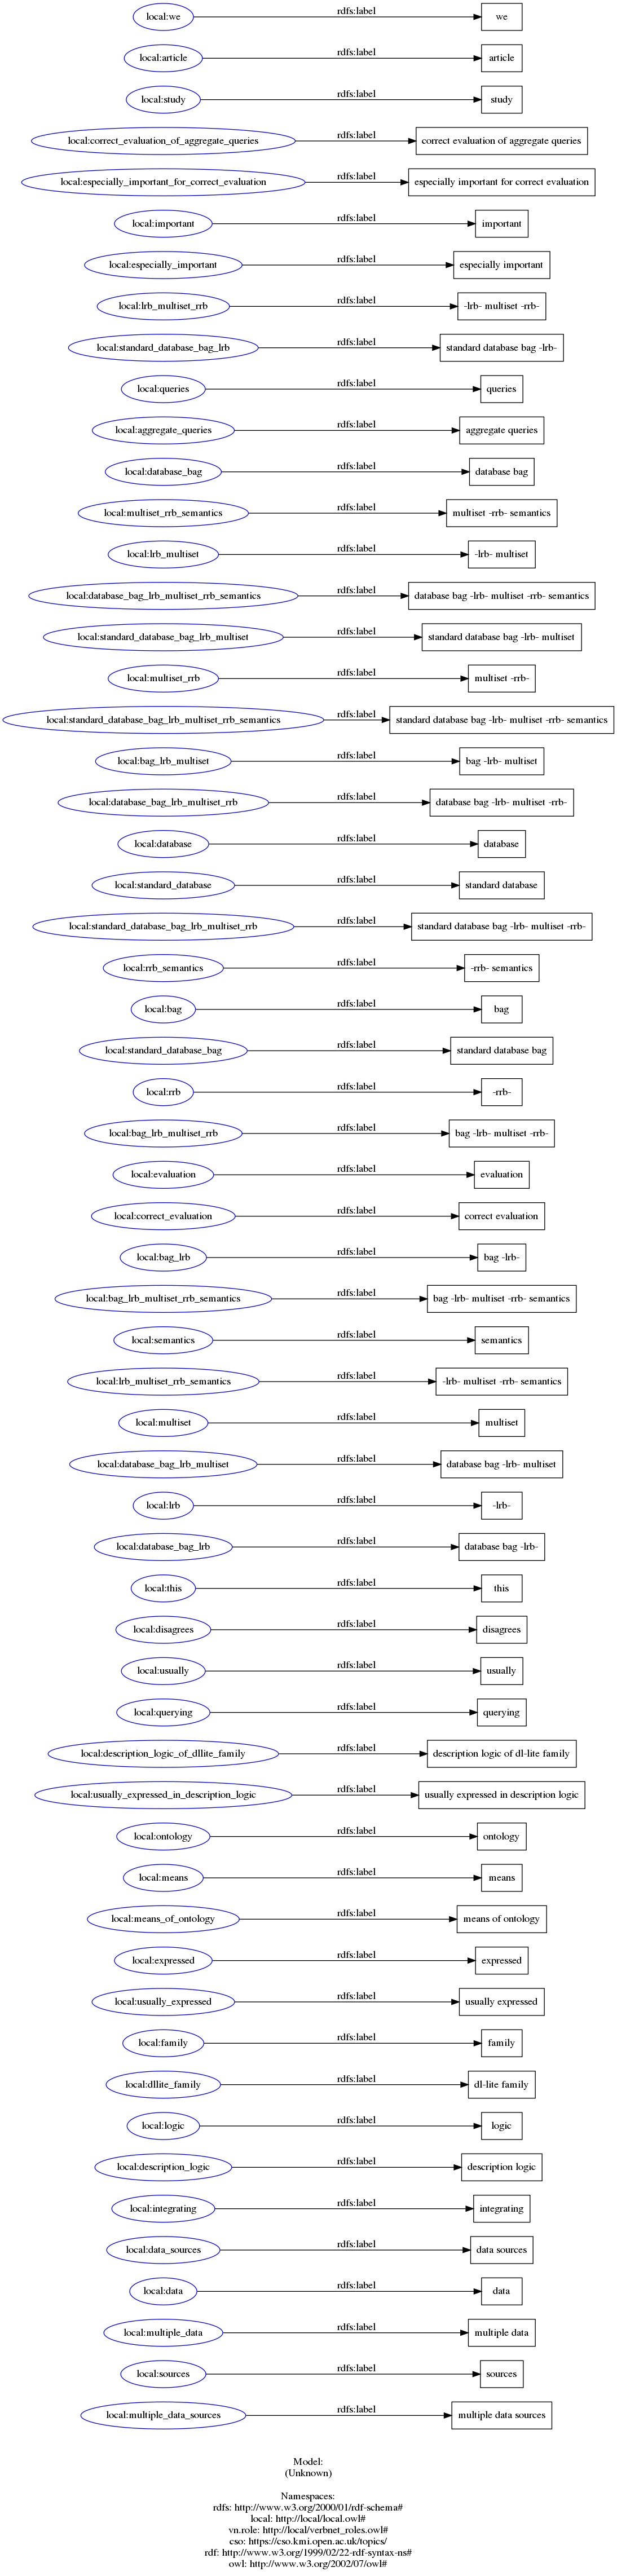 local:we rdfs:label we
local:article rdfs:label article
local:study rdfs:label study
local:correct_evaluation_of_aggregate_queries rdfs:label correct evaluation of aggregate queries
local:especially_important_for_correct_evaluation rdfs:label especially important for correct evaluation
local:important rdfs:label important
local:especially_important rdfs:label especially important
local:lrb_multiset_rrb rdfs:label -lrb- multiset -rrb-
local:standard_database_bag_lrb rdfs:label standard database bag -lrb-
local:queries rdfs:label queries
local:aggregate_queries rdfs:label aggregate queries
local:database_bag rdfs:label database bag
local:multiset_rrb_semantics rdfs:label multiset -rrb- semantics
local:lrb_multiset rdfs:label -lrb- multiset
local:database_bag_lrb_multiset_rrb_semantics rdfs:label database bag -lrb- multiset -rrb- semantics
local:standard_database_bag_lrb_multiset rdfs:label standard database bag -lrb- multiset
local:multiset_rrb rdfs:label multiset -rrb-
local:standard_database_bag_lrb_multiset_rrb_semantics rdfs:label standard database bag -lrb- multiset -rrb- semantics
local:bag_lrb_multiset rdfs:label bag -lrb- multiset
local:database_bag_lrb_multiset_rrb rdfs:label database bag -lrb- multiset -rrb-
local:database rdfs:label database
local:standard_database rdfs:label standard database
local:standard_database_bag_lrb_multiset_rrb rdfs:label standard database bag -lrb- multiset -rrb-
local:rrb_semantics rdfs:label -rrb- semantics
local:bag rdfs:label bag
local:standard_database_bag rdfs:label standard database bag
local:rrb rdfs:label -rrb-
local:bag_lrb_multiset_rrb rdfs:label bag -lrb- multiset -rrb-
local:evaluation rdfs:label evaluation
local:correct_evaluation rdfs:label correct evaluation
local:bag_lrb rdfs:label bag -lrb-
local:bag_lrb_multiset_rrb_semantics rdfs:label bag -lrb- multiset -rrb- semantics
local:semantics rdfs:label semantics
local:lrb_multiset_rrb_semantics rdfs:label -lrb- multiset -rrb- semantics
local:multiset rdfs:label multiset
local:database_bag_lrb_multiset rdfs:label database bag -lrb- multiset
local:lrb rdfs:label -lrb-
local:database_bag_lrb rdfs:label database bag -lrb-
local:this rdfs:label this
local:disagrees rdfs:label disagrees
local:usually rdfs:label usually
local:querying rdfs:label querying
local:description_logic_of_dllite_family rdfs:label description logic of dl-lite family
local:usually_expressed_in_description_logic rdfs:label usually expressed in description logic
local:ontology rdfs:label ontology
local:means rdfs:label means
local:means_of_ontology rdfs:label means of ontology
local:expressed rdfs:label expressed
local:usually_expressed rdfs:label usually expressed
local:family rdfs:label family
local:dllite_family rdfs:label dl-lite family
local:logic rdfs:label logic
local:description_logic rdfs:label description logic
local:integrating rdfs:label integrating
local:data_sources rdfs:label data sources
local:data rdfs:label data
local:multiple_data rdfs:label multiple data
local:sources rdfs:label sources
local:multiple_data_sources rdfs:label multiple data sources
Model:
(Unknown)
Namespaces:
rdfs: http://www.w3.org/2000/01/rdf-schema#
local: http://local/local.owl#
vn.role: http://local/verbnet_roles.owl#
cso: https://cso.kmi.open.ac.uk/topics/
rdf: http://www.w3.org/1999/02/22-rdf-syntax-ns#
owl: http://www.w3.org/2002/07/owl#